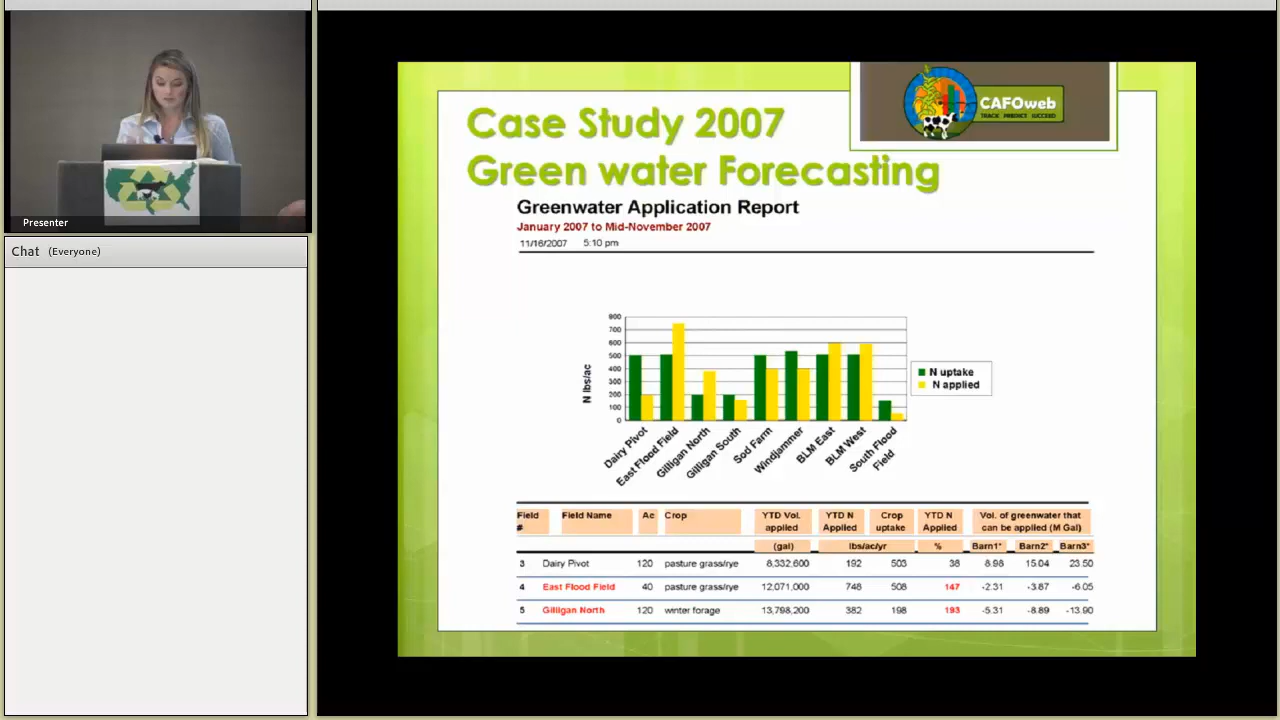 Presenter
Chat (Everyone)
Case Study 2007
Green water Forecasting
CAFOweb
TRACK PREDICT SUCCEED
Greenwater Application Report
January 2007 to Mid-November 2007
11/16/2007 5:10 pm
N lbs/ac
800
700
600
500
400
300
200
100
0
Dairy Pivot
East Flood Field
Gilligan North
Gilligan South
Sod Farm
Windjammer
BLM East
BLM West
South Flood Field
N uptake
N applied
Field # Field Name Ac Crop YTD Vol. applied YTD N Applied Crop uptake YTD N Applied Vol. of greenwater that can be applied (M Gal)
(gal) lbs/ac/yr % Barn1* Barn2* Barn3*
3 Dairy Pivot 120 pasture grass/rye 8,332,600 192 503 38 8.98 15.04 23.50
4 East Flood Field 40 pasture grass/rye 12,071,000 748 508 147 -2.31 -3.87 -6.05
5 Gilligan North 120 winter forage 13,798,200 382 198 193 -5.31 -8.89 -13.90